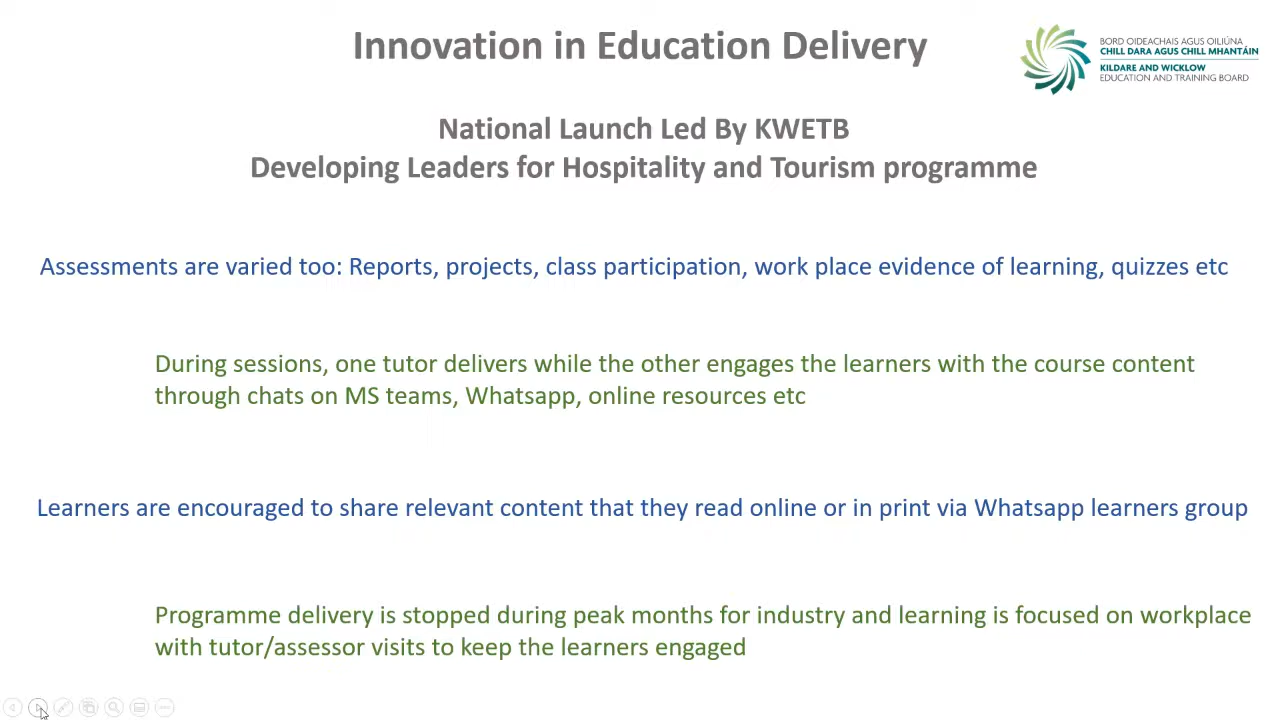 Innovation in Education Delivery
BORD OIDEACHAIS AGUS OILIÚNA
CHILL DARA AGUS CHILL MHANTÁIN
KILDARE AND WICKLOW
EDUCATION AND TRAINING BOARD
National Launch Led By KWETB
Developing Leaders for Hospitality and Tourism programme
Assessments are varied too: Reports, projects, class participation, work place evidence of learning, quizzes etc
During sessions, one tutor delivers while the other engages the learners with the course content
through chats on MS teams, Whatsapp, online resources etc
Learners are encouraged to share relevant content that they read online or in print via Whatsapp learners group
Programme delivery is stopped during peak months for industry and learning is focused on workplace
with tutor/assessor visits to keep the learners engaged